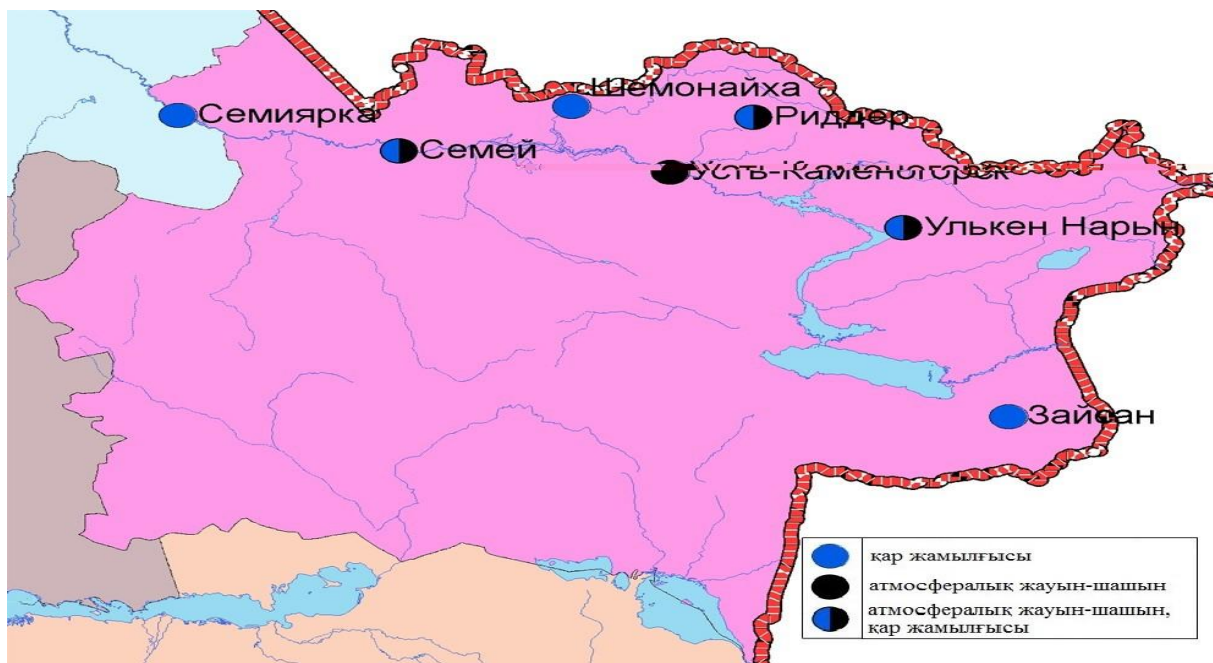 Шемонайха
Семиярка
Риддер
Семей
Усть-Каменогорск
Улькен Нарын
Зайсан
қар жамылғысы
атмосфералық жауын-шашын
атмосфералық жауын-шашын,
қар жамылғысы